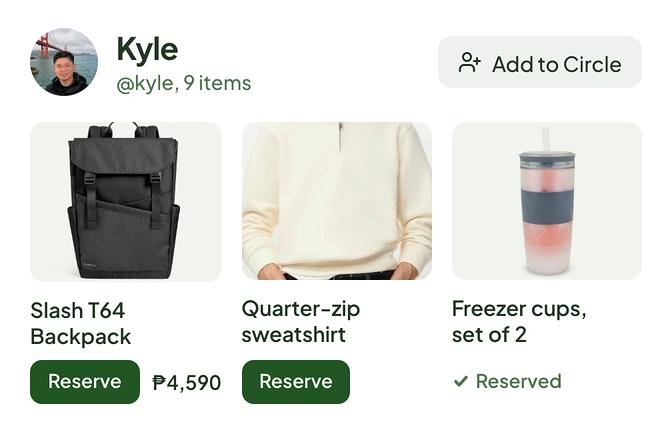 Kyle
@kyle, 9 items
Add to Circle
Slash T64
Backpack
Reserve
₱4,590
Quarter-zip
sweatshirt
Reserve
Freezer cups,
set of 2
Reserved